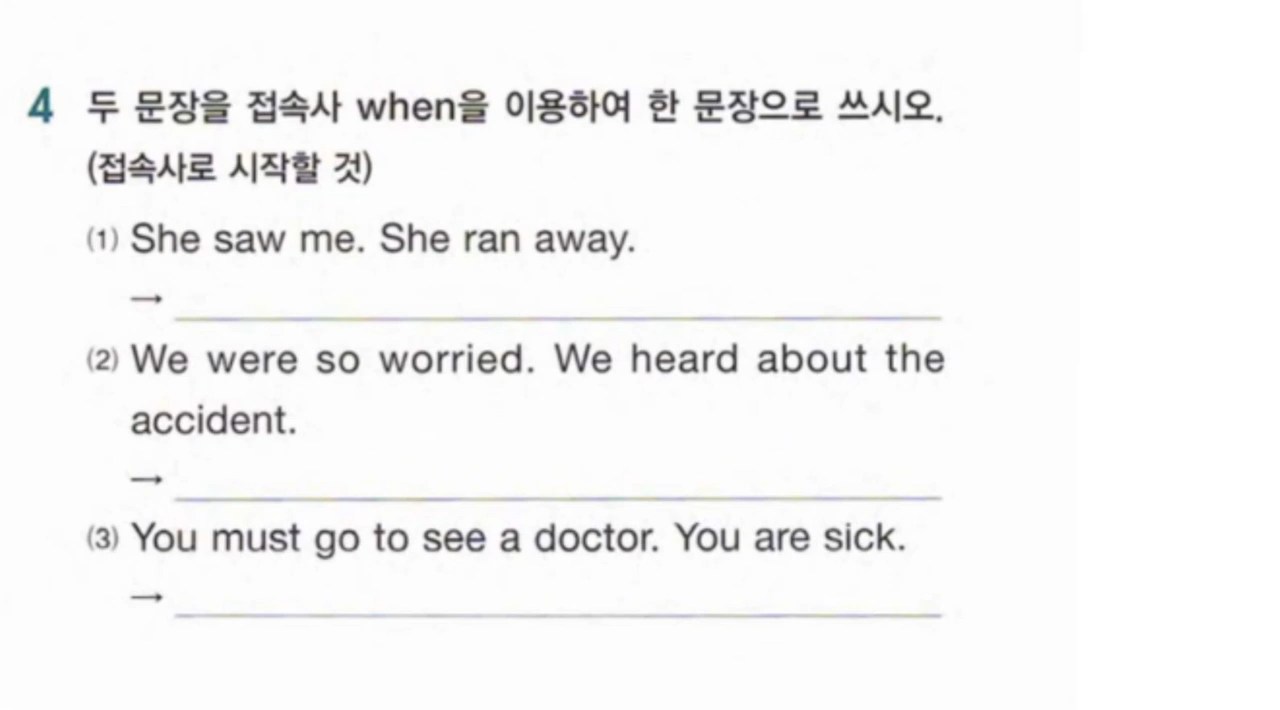 4 두 문장을 접속사 when을 이용하여 한 문장으로 쓰시오.
(접속사로 시작할 것)
(1) She saw me. She ran away.
→
(2) We were so worried. We heard about the
accident.
→
(3) You must go to see a doctor. You are sick.
→